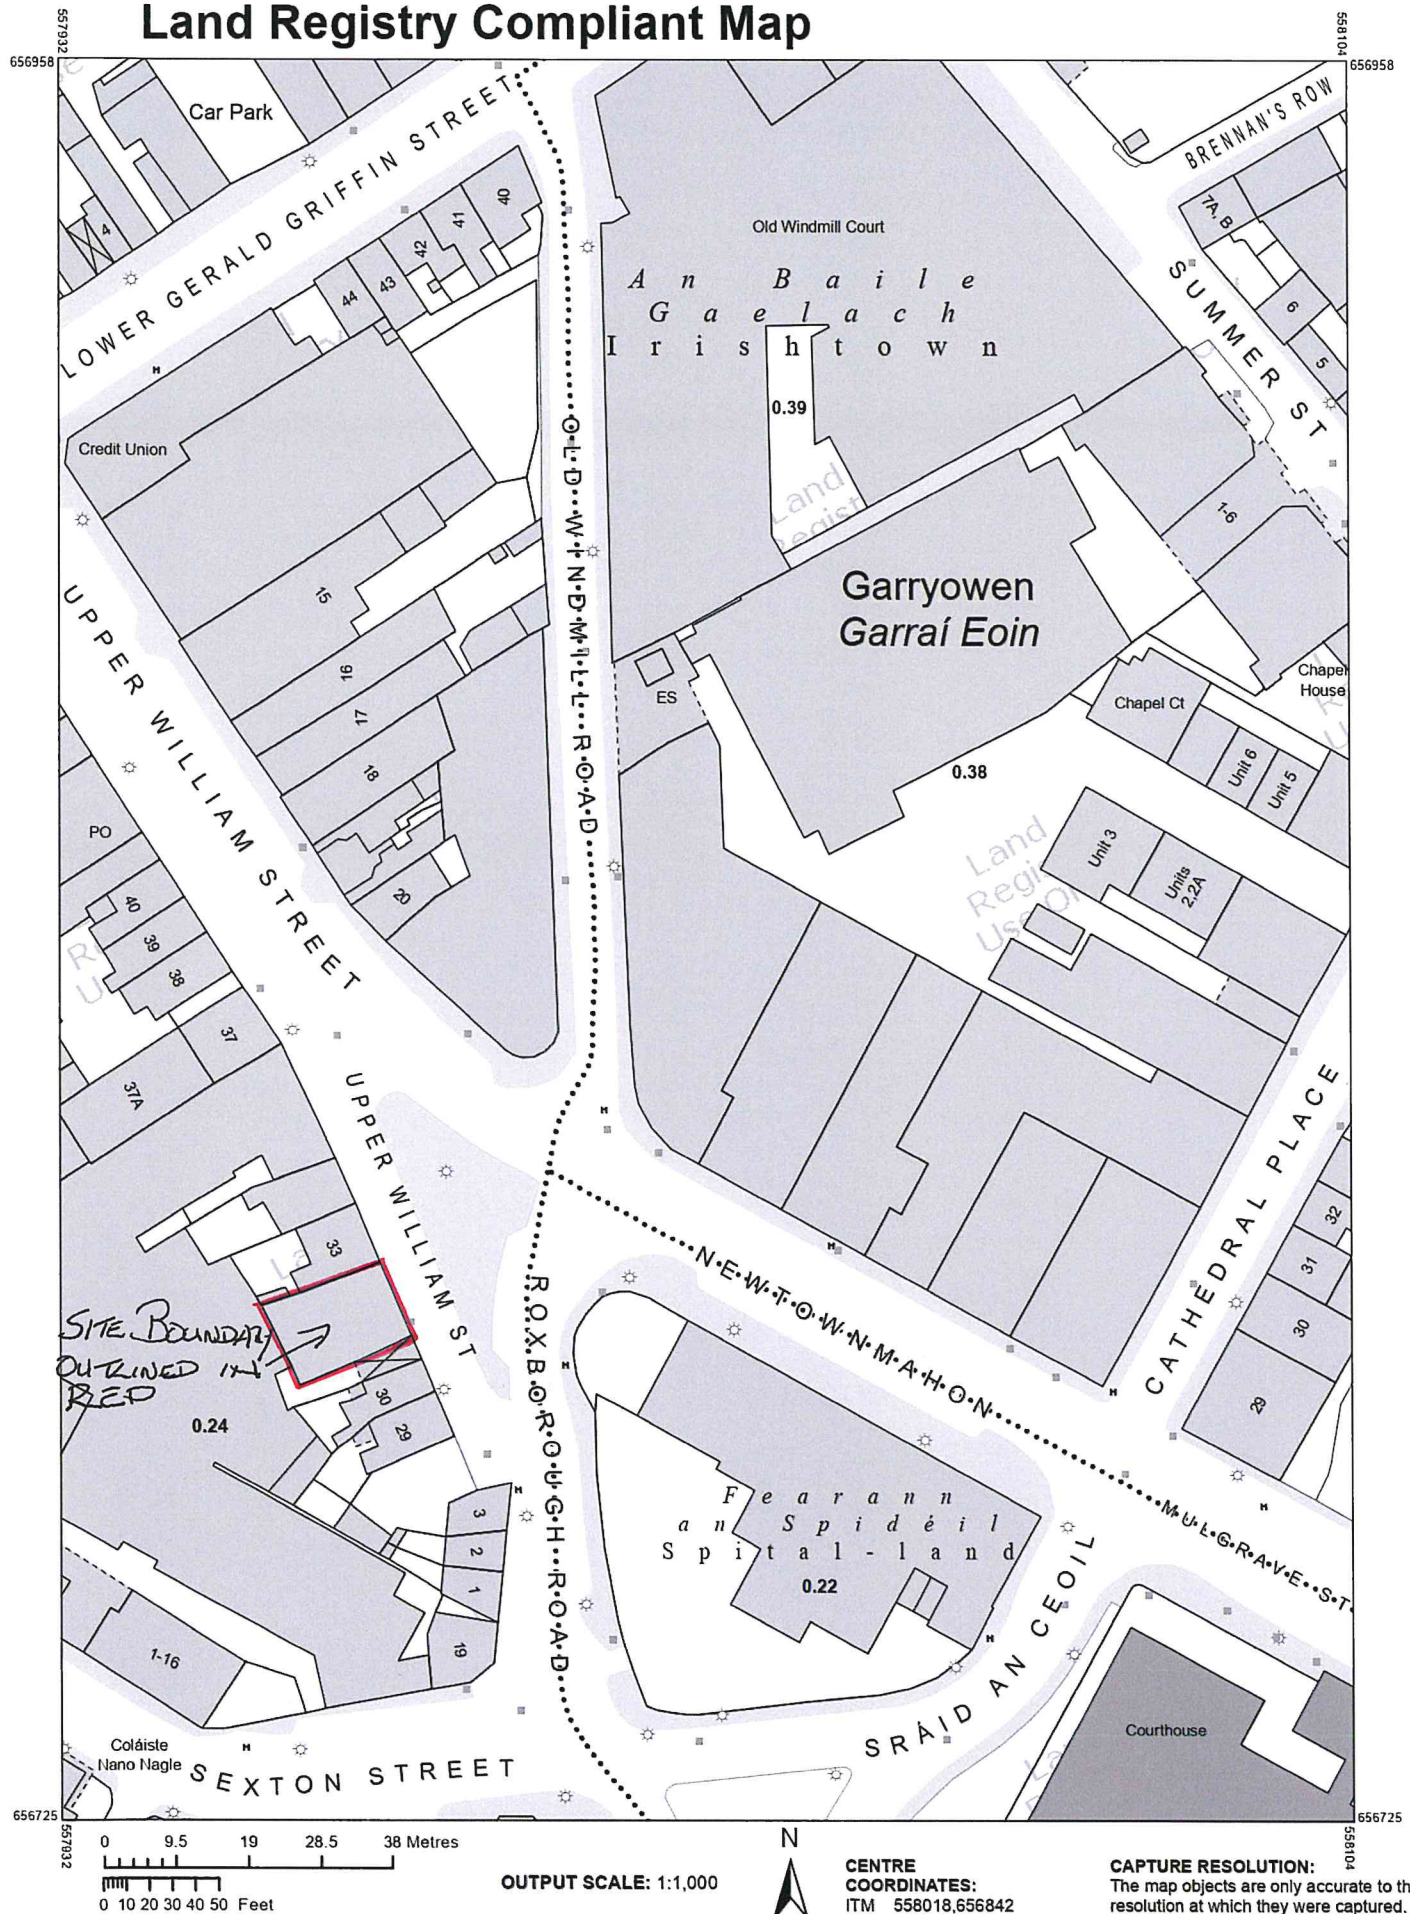 Land Registry Compliant Map
557932
558104
656958
656958
Car Park
LOWER GERALD GRIFFIN STREET
BRENNAN'S ROW
4
40
41
42
43
44
7A, B
6
5
SUMMER ST
Old Windmill Court
An Baile
Gaelach
Irishtown
0.39
Land
Regist
Credit Union
OLD WINDMILL ROAD
15
16
17
18
20
1-6
Garryowen
Garraí Eoin
ES
Chapel
House
Chapel Ct
Unit 6
Unit 5
0.38
Unit 3
Units
2,2A
Land
Regis
Use O
UPPER WILLIAM STREET
PO
40
39
38
37
37A
UPPER WILLIAM ST
33
SITE BOUNDARY
OUTLINED IN
RED
0.24
30
29
3
2
1
19
1-16
ROXBOROUGH ROAD
NEWTOWNMAHON
CATHEDRAL PLACE
32
31
30
29
MULGRAVE ST
Fearann
an Spidéil
Spital-land
0.22
SRÁID AN CEOIL
Courthouse
Coláiste
Nano Nagle
SEXTON STREET
H
H
H
H
H
H
H
H
H
656725
656725
557932
558104
0 9.5 19 28.5 38 Metres
0 10 20 30 40 50 Feet
OUTPUT SCALE: 1:1,000
N
CENTRE
COORDINATES:
ITM 558018,656842
CAPTURE RESOLUTION:
The map objects are only accurate to th
resolution at which they were captured.